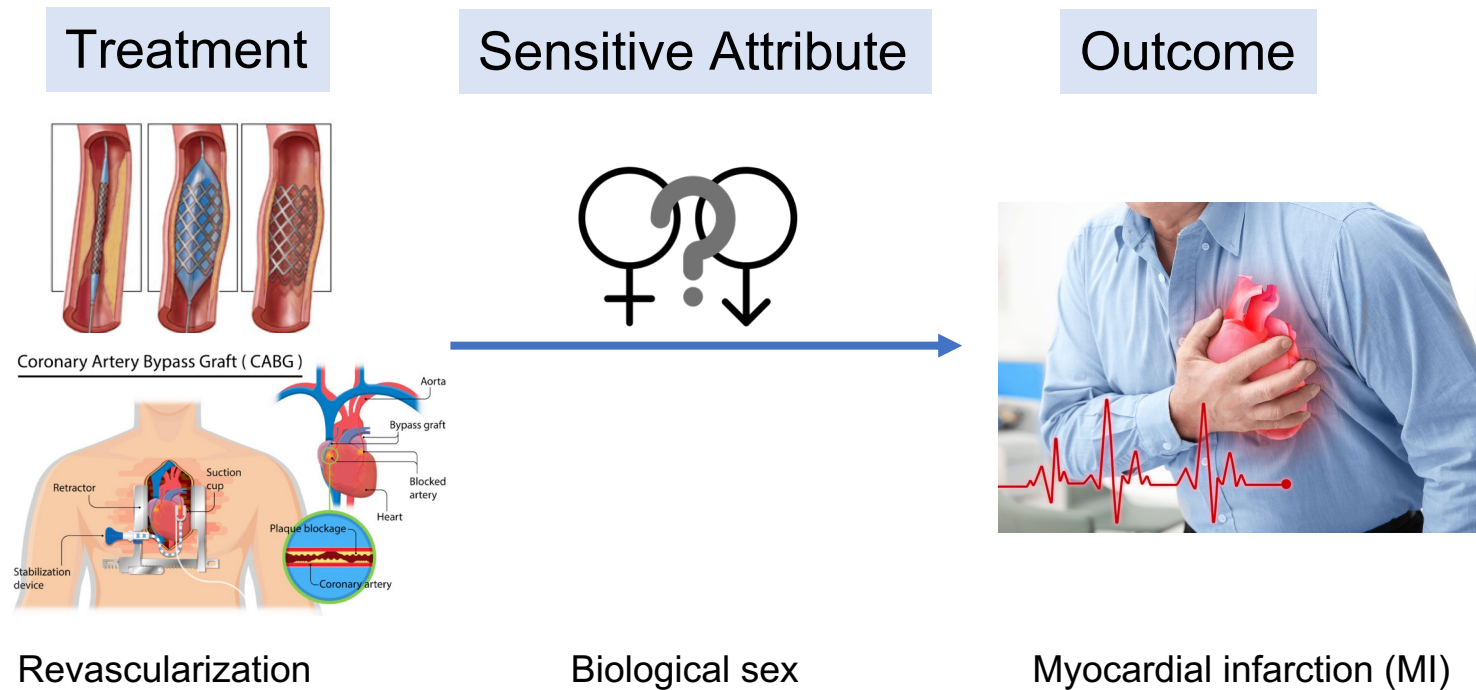 Treatment
Sensitive Attribute
Outcome
Coronary Artery Bypass Graft ( CABG )
Aorta
Bypass graft
Blocked
artery
Heart
Suction
cup
Retractor
Plaque blockage
Stabilization
device
Coronary artery
Revascularization
Biological sex
Myocardial infarction (MI)